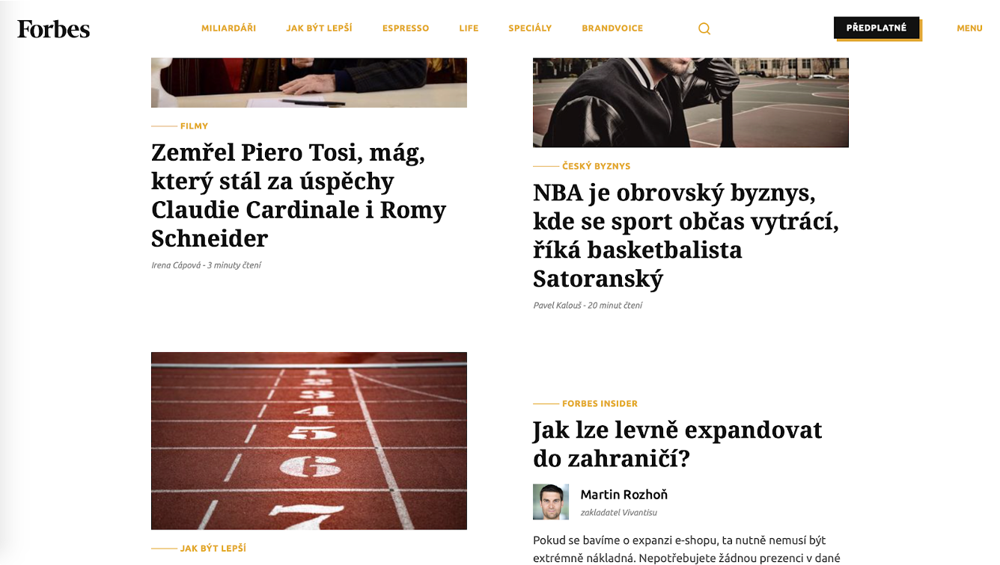 Forbes
MILIARDÁŘI JAK BÝT LEPŠÍ ESPRESSO LIFE SPECIÁLY BRANDVOICE PŘEDPLATNÉ MENU
FILMY
Zemřel Piero Tosi, mág,
který stál za úspěchy
Claudie Cardinale i Romy
Schneider
Irena Cápová - 3 minuty čtení
ČESKÝ BYZNYS
NBA je obrovský byznys,
kde se sport občas vytrácí,
říká basketbalista
Satoranský
Pavel Kalouš - 20 minut čtení
3
4
5
6
7
JAK BÝT LEPŠÍ
FORBES INSIDER
Jak lze levně expandovat
do zahraničí?
Martin Rozhoň
zakladatel Vivantisu
Pokud se bavíme o expanzi e-shopu, ta nutně nemusí být
extrémně nákladná. Nepotřebujete žádnou prezenci v dané